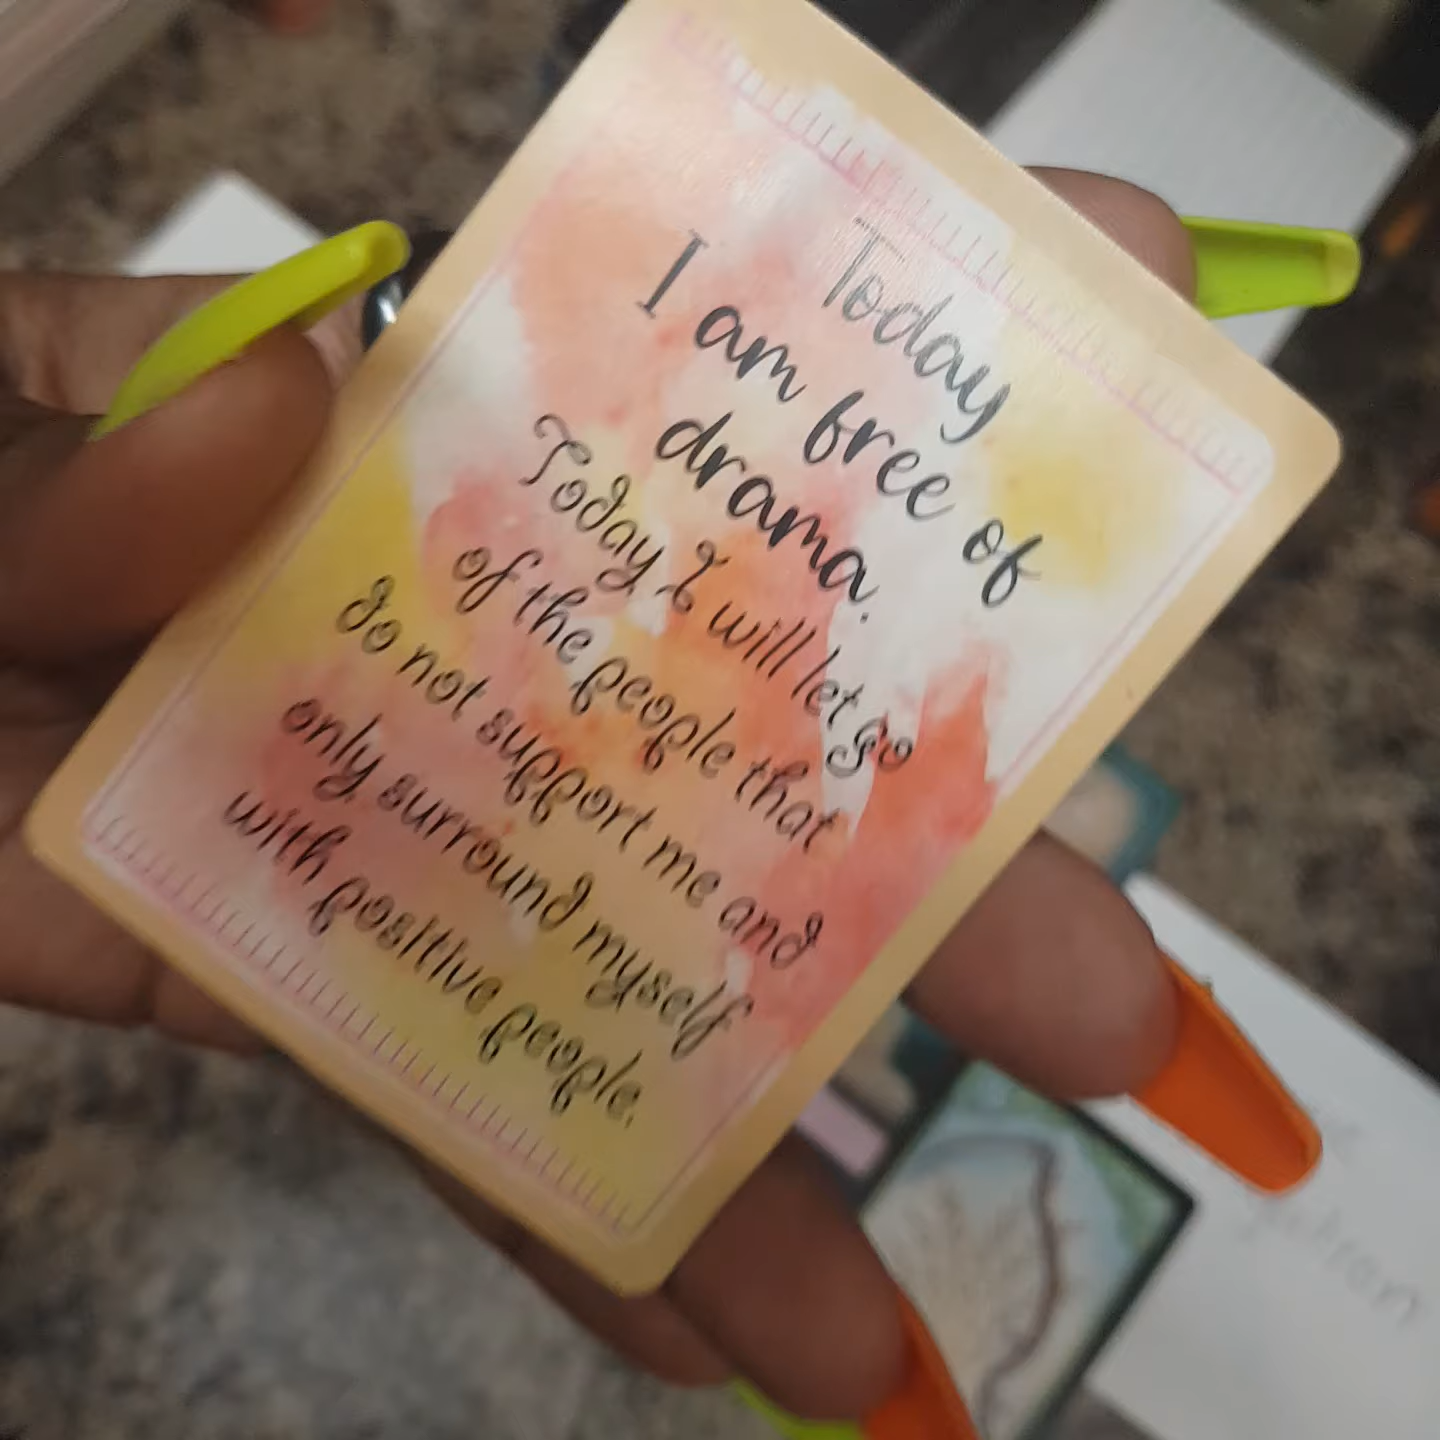 Today
I am free of
drama.
Today, I will let go
of the people that
do not support me and
only surround myself
with positive people.